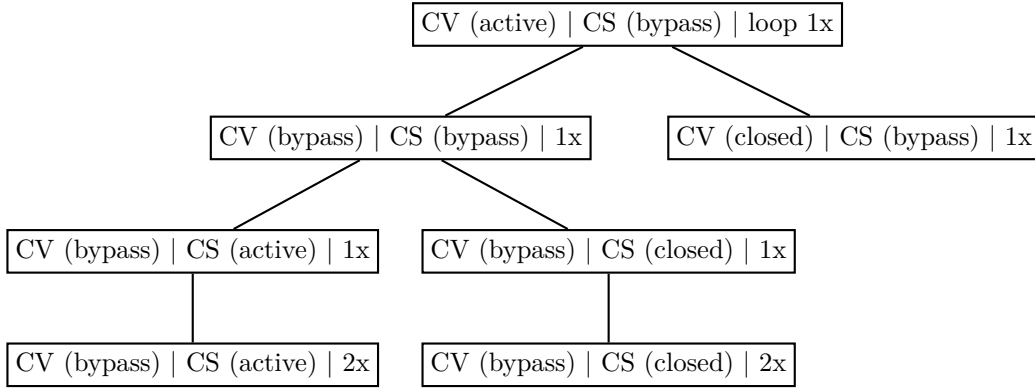 CV (active) | CS (bypass) | loop 1x
CV (bypass) | CS (bypass) | 1x
CV (closed) | CS (bypass) | 1x
CV (bypass) | CS (active) | 1x
CV (bypass) | CS (closed) | 1x
CV (bypass) | CS (active) | 2x
CV (bypass) | CS (closed) | 2x